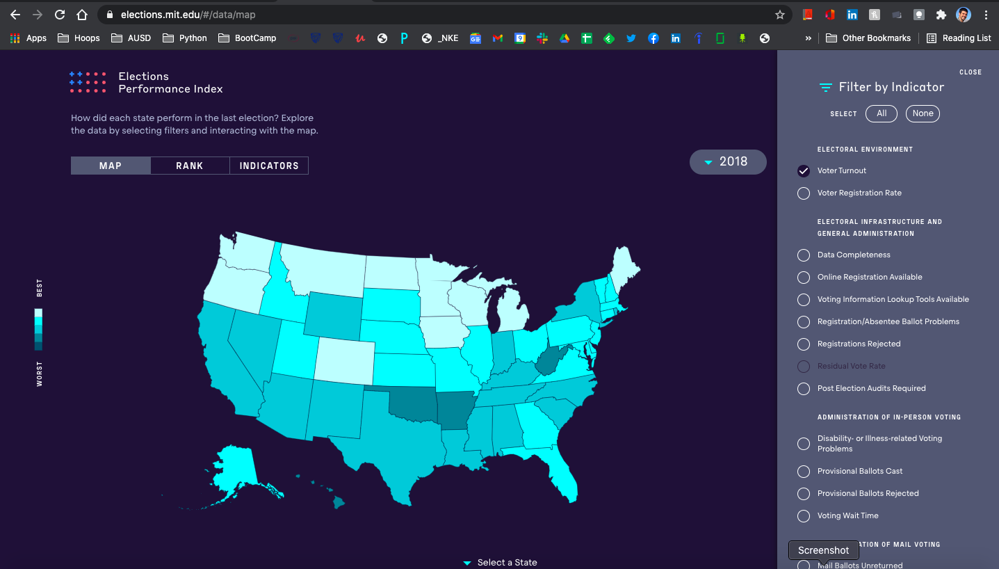 elections.mit.edu/#/data/map
Apps
Hoops
AUSD
Python
BootCamp
_NKE
»
Other Bookmarks
Reading List
Elections
Performance Index
How did each state perform in the last election? Explore
the data by selecting filters and interacting with the map.
MAP
RANK
INDICATORS
2018
BEST
WORST
Select a State
CLOSE
Filter by Indicator
SELECT
All
None
ELECTORAL ENVIRONMENT
Voter Turnout
Voter Registration Rate
ELECTORAL INFRASTRUCTURE AND
GENERAL ADMINISTRATION
Data Completeness
Online Registration Available
Voting Information Lookup Tools Available
Registration/Absentee Ballot Problems
Registrations Rejected
Residual Vote Rate
Post Election Audits Required
ADMINISTRATION OF IN-PERSON VOTING
Disability- or Illness-related Voting
Problems
Provisional Ballots Cast
Provisional Ballots Rejected
Voting Wait Time
ATION OF MAIL VOTING
Screenshot
Mail Ballots Unreturned